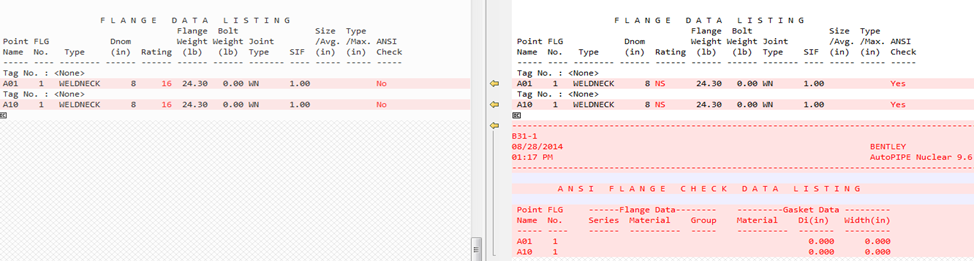 F L A N G E   D A T A   L I S T I N G
Flange Bolt Size Type
Point FLG Dnom Weight Weight Joint /Avg. /Max. ANSI
Name No. Type (in) Rating (lb) (lb) Type SIF (in) (in) Check
----- ---- -------- ------ ------ ------ ------ ----- ----- ----- ----- -----
Tag No. : <None>
A01 1 WELDNECK 8 16 24.30 0.00 WN 1.00 No
Tag No. : <None>
A10 1 WELDNECK 8 16 24.30 0.00 WN 1.00 No
F L A N G E   D A T A   L I S T I N G
Flange Bolt Size Type
Point FLG Dnom Weight Weight Joint /Avg. /Max. ANSI
Name No. Type (in) Rating (lb) (lb) Type SIF (in) (in) Check
----- ---- -------- ------ ------ ------ ------ ----- ----- ----- ----- -----
Tag No. : <None>
A01 1 WELDNECK 8 NS 24.30 0.00 WN 1.00 Yes
Tag No. : <None>
A10 1 WELDNECK 8 NS 24.30 0.00 WN 1.00 Yes
--------------------------------------------------------------------------------
B31-1
08/28/2014 BENTLEY
01:17 PM AutoPIPE Nuclear 9.6
--------------------------------------------------------------------------------
A N S I   F L A N G E   C H E C K   D A T A   L I S T I N G
Point FLG ------Flange Data-------- ---------Gasket Data ---------
Name No. Series Material Group Material Di(in) Width(in)
----- ---- ------ ---------- ----- ---------- ------- --------
A01 1 0.000 0.000
A10 1 0.000 0.000